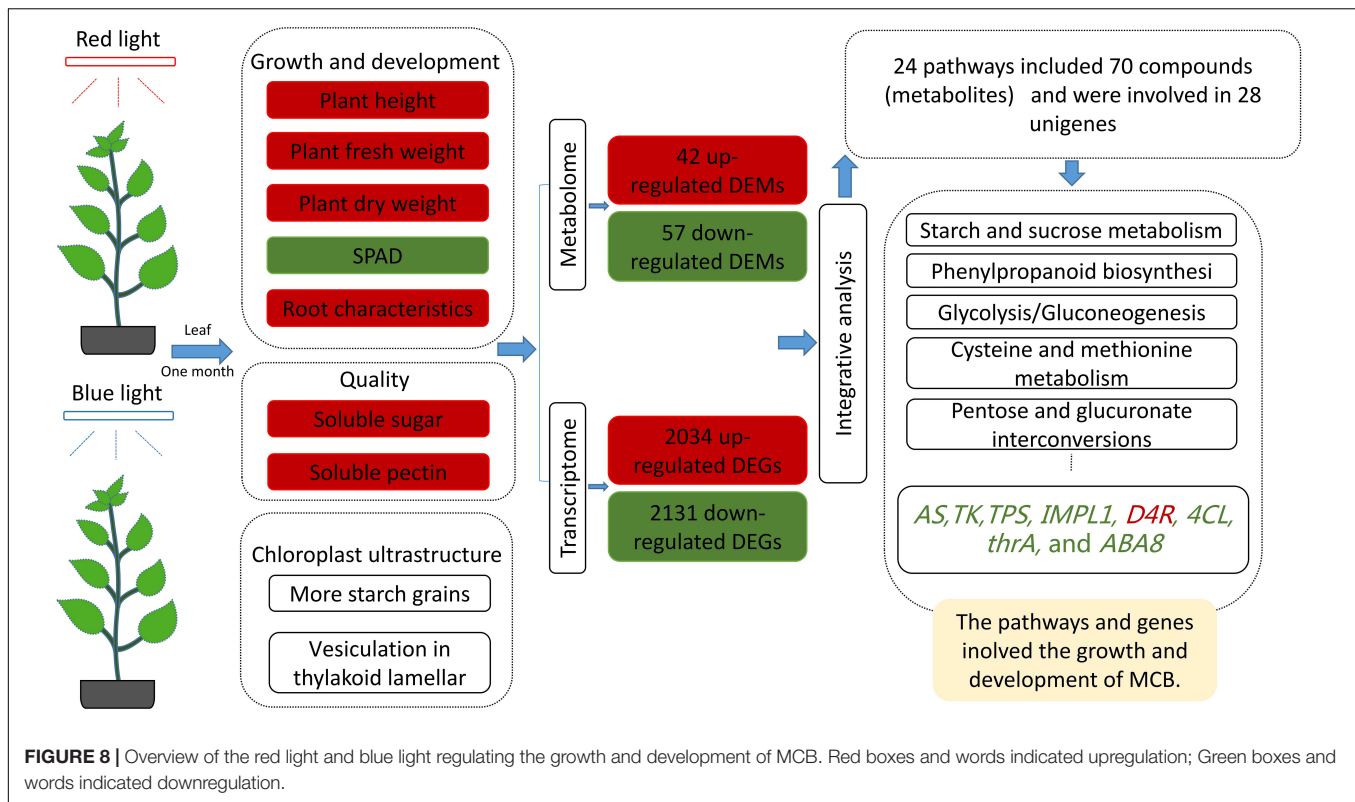 Red light
Blue light
Leaf
One month
Growth and development
Plant height
Plant fresh weight
Plant dry weight
SPAD
Root characteristics
Quality
Soluble sugar
Soluble pectin
Chloroplast ultrastructure
More starch grains
Vesiculation in
thylakoid lamellar
Metabolome
42 up-
regulated DEMs
57 down-
regulated DEMs
Transcriptome
2034 up-
regulated DEGs
2131 down-
regulated DEGs
Integrative analysis
24 pathways included 70 compounds
(metabolites) and were involved in 28
unigenes
Starch and sucrose metabolism
Phenylpropanoid biosynthesi
Glycolysis/Gluconeogenesis
Cysteine and methionine
metabolism
Pentose and glucuronate
interconversions
AS,TK,TPS, IMPL1, D4R, 4CL,
thrA, and ABA8
The pathways and genes
inolved the growth and
development of MCB.
FIGURE 8 | Overview of the red light and blue light regulating the growth and development of MCB. Red boxes and words indicated upregulation; Green boxes and
words indicated downregulation.